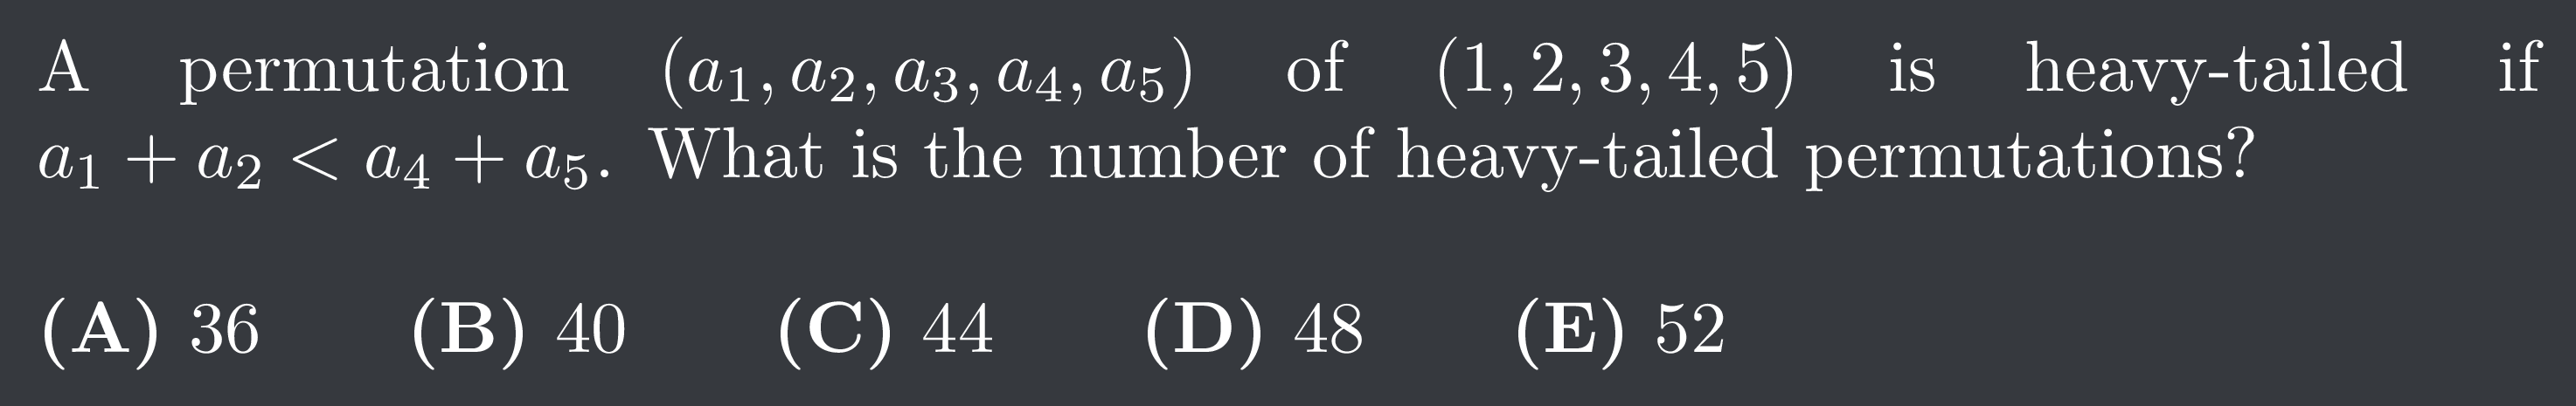 A permutation (a₁, a₂, a₃, a₄, a₅) of (1, 2, 3, 4, 5) is heavy-tailed if
a₁ + a₂ < a₄ + a₅. What is the number of heavy-tailed permutations?
(A) 36 (B) 40 (C) 44 (D) 48 (E) 52